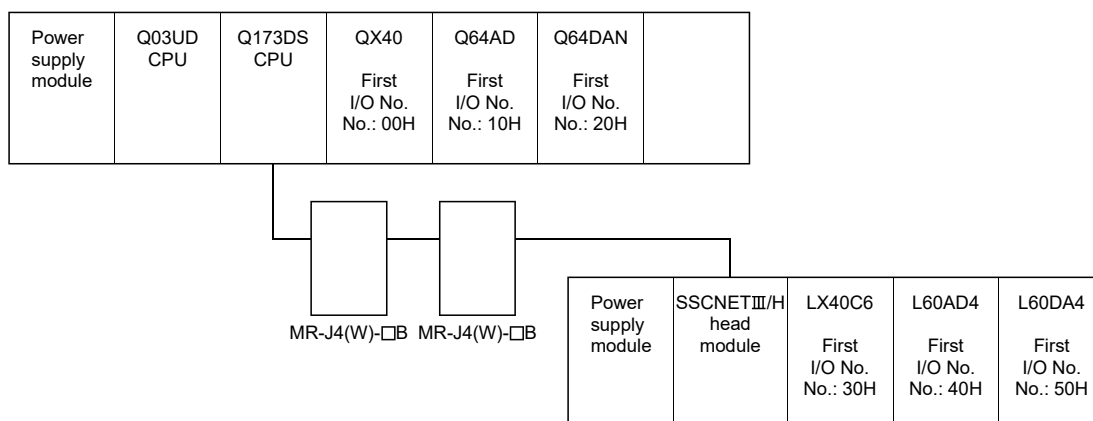 Power
supply
module
Q03UD
CPU
Q173DS
CPU
QX40
First
I/O No.
No.: 00H
Q64AD
First
I/O No.
No.: 10H
Q64DAN
First
I/O No.
No.: 20H
MR-J4(W)-□B
MR-J4(W)-□B
Power
supply
module
SSCNETⅢ/H
head
module
LX40C6
First
I/O No.
No.: 30H
L60AD4
First
I/O No.
No.: 40H
L60DA4
First
I/O No.
No.: 50H